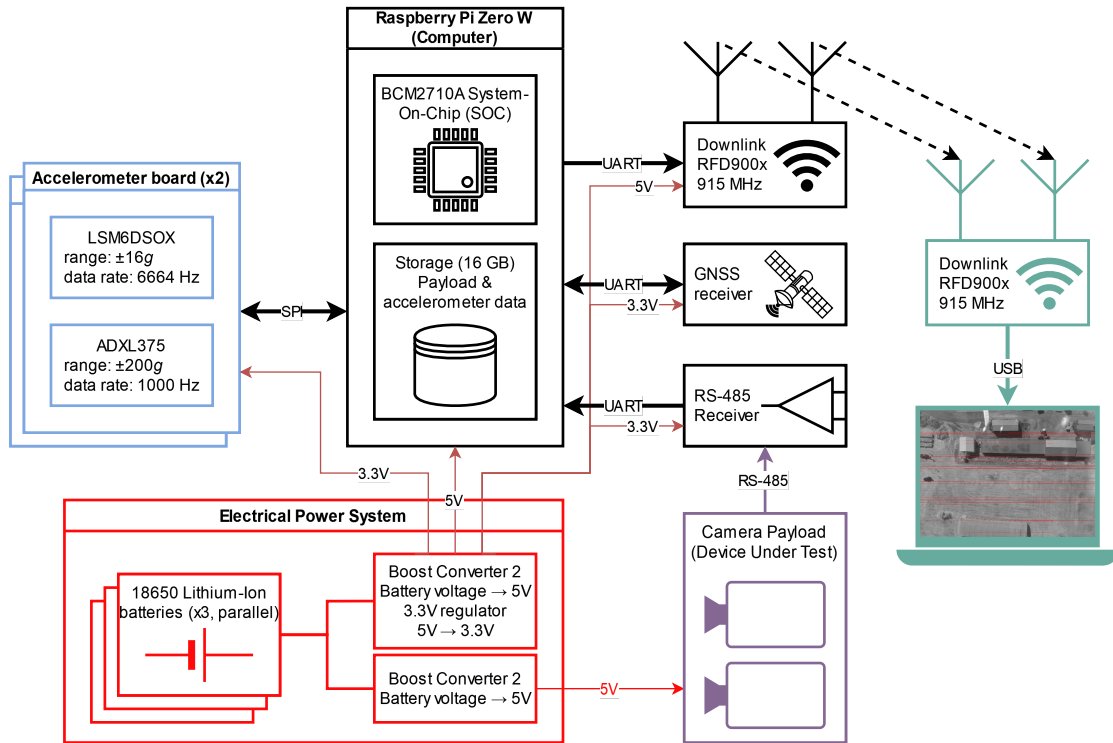 Raspberry Pi Zero W
(Computer)
BCM2710A System-
On-Chip (SOC)
Storage (16 GB)
Payload &
accelerometer data
Accelerometer board (x2)
LSM6DSOX
range: ±16g
data rate: 6664 Hz
ADXL375
range: ±200g
data rate: 1000 Hz
SPI
UART
5V
Downlink
RFD900x
915 MHz
UART
3.3V
GNSS
receiver
UART
3.3V
RS-485
Receiver
Downlink
RFD900x
915 MHz
USB
3.3V
5V
RS-485
Electrical Power System
18650 Lithium-Ion
batteries (x3, parallel)
Boost Converter 2
Battery voltage → 5V
3.3V regulator
5V → 3.3V
Boost Converter 2
Battery voltage → 5V
5V
Camera Payload
(Device Under Test)